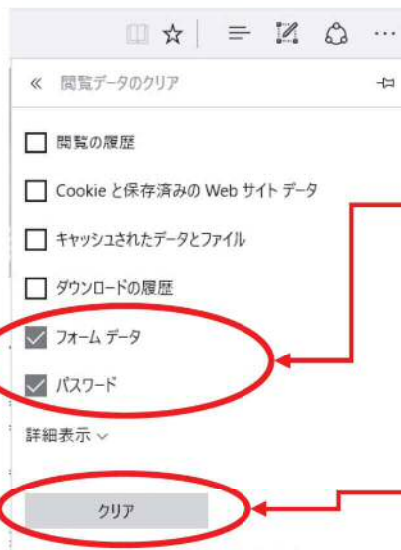 閲覧データのクリア
閲覧の履歴
Cookie と保存済みの Web サイト データ
キャッシュされたデータとファイル
ダウンロードの履歴
フォーム データ
パスワード
詳細表示
クリア